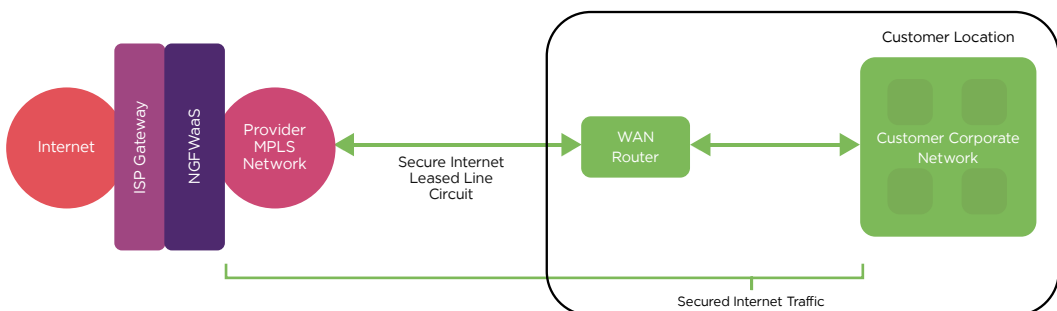 Customer Location
Internet
ISP Gateway
NGFWaaS
Provider
MPLS
Network
Secure Internet
Leased Line
Circuit
WAN
Router
Customer Corporate
Network
Secured Internet Traffic